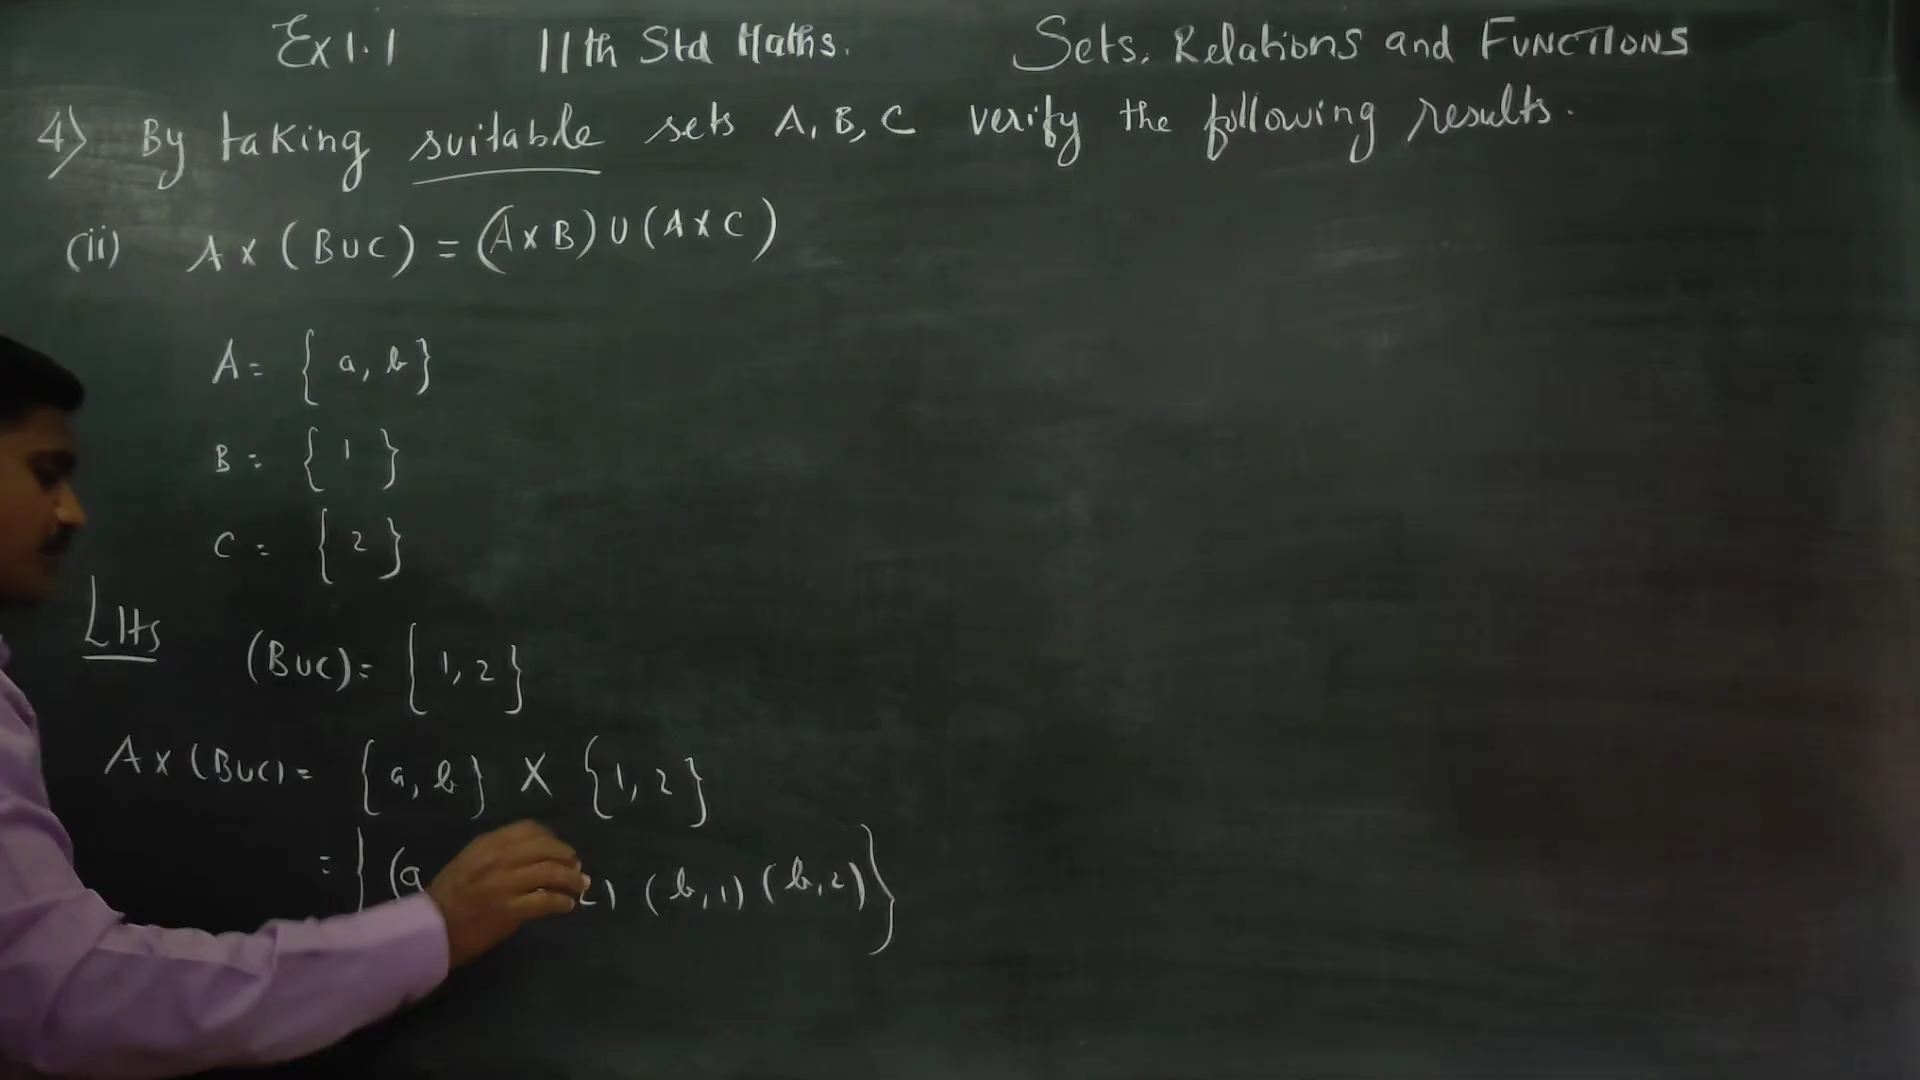 Ex 1.1 11th Std Maths. Sets, Relations and FUNCTIONS
4) By taking suitable sets A, B, C verify the following results.
(ii) A × (B∪C) = (A×B)∪(A×C)
A = { a, b }
B = { 1 }
C = { 2 }
LHS (B∪C) = { 1, 2 }
A × (B∪C) = { a, b } X { 1, 2 }
= { (a 2) (b,1) (b,2) }